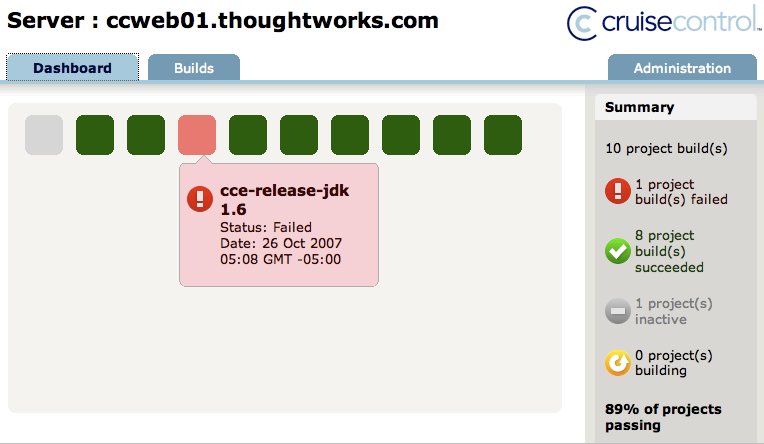 Server : ccweb01.thoughtworks.com
cruisecontrol™
Dashboard
Builds
Administration
cce-release-jdk
1.6
Status: Failed
Date: 26 Oct 2007
05:08 GMT -05:00
Summary
10 project build(s)
1 project
build(s) failed
8 project
build(s)
succeeded
1 project(s)
inactive
0 project(s)
building
89% of projects
passing